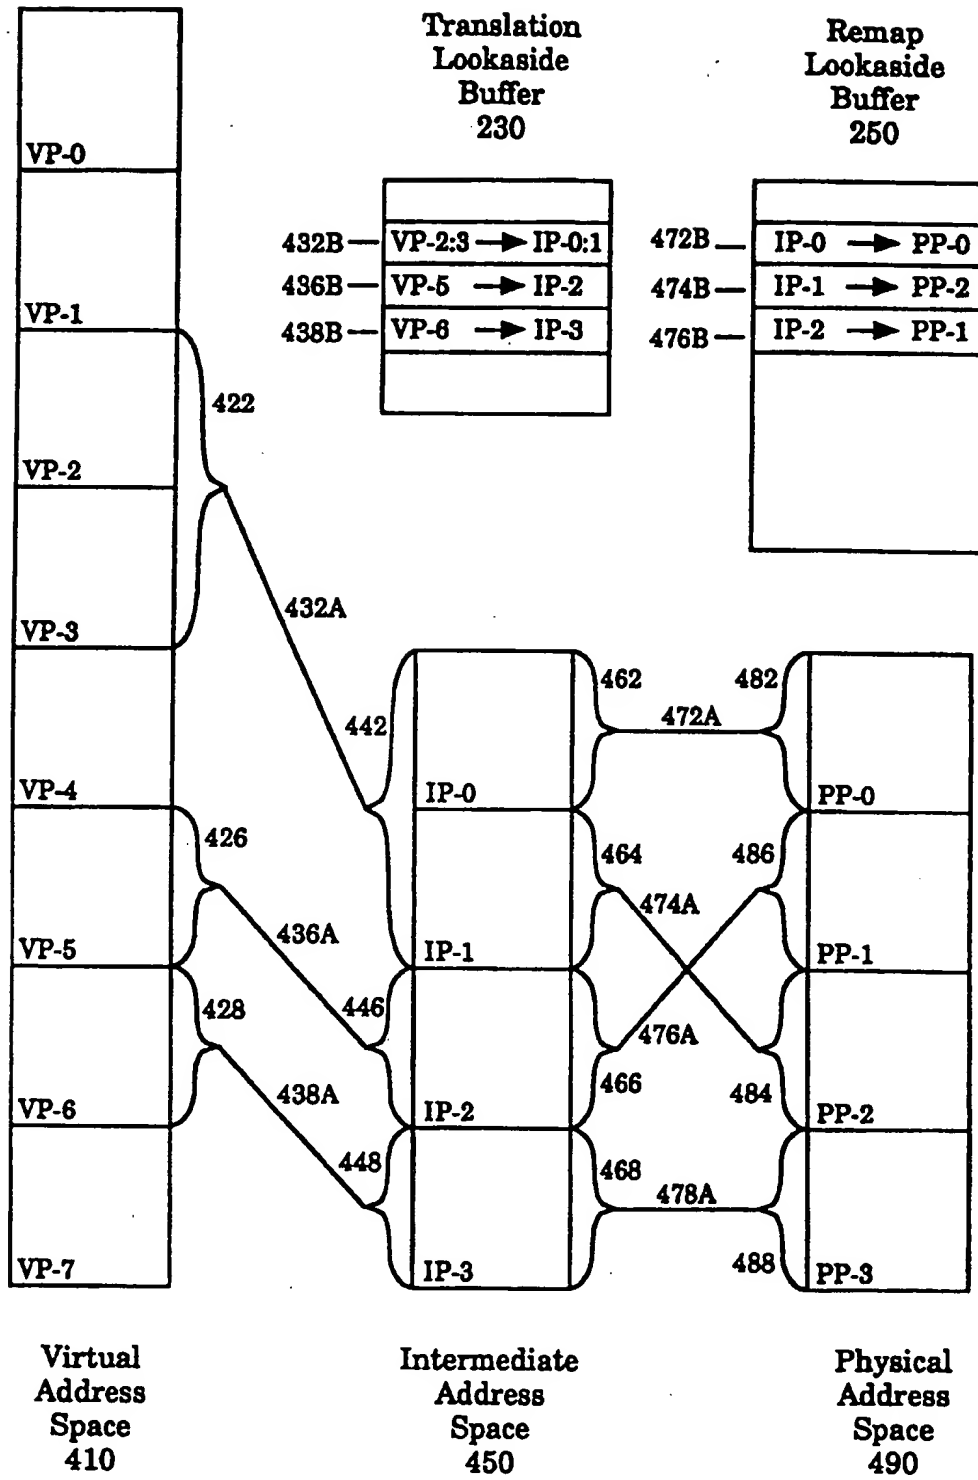 Translation
Lookaside
Buffer
230
Remap
Lookaside
Buffer
250
432B VP-2:3 → IP-0:1
436B VP-5 → IP-2
438B VP-6 → IP-3
472B IP-0 → PP-0
474B IP-1 → PP-2
476B IP-2 → PP-1
VP-0
VP-1
422
VP-2
432A
VP-3
462
482
472A
442
VP-4
IP-0
PP-0
426
464
486
474A
436A
VP-5
IP-1
PP-1
428
446
476A
438A
466
484
VP-6
IP-2
PP-2
448
468
478A
488
VP-7
IP-3
PP-3
Virtual
Address
Space
410
Intermediate
Address
Space
450
Physical
Address
Space
490